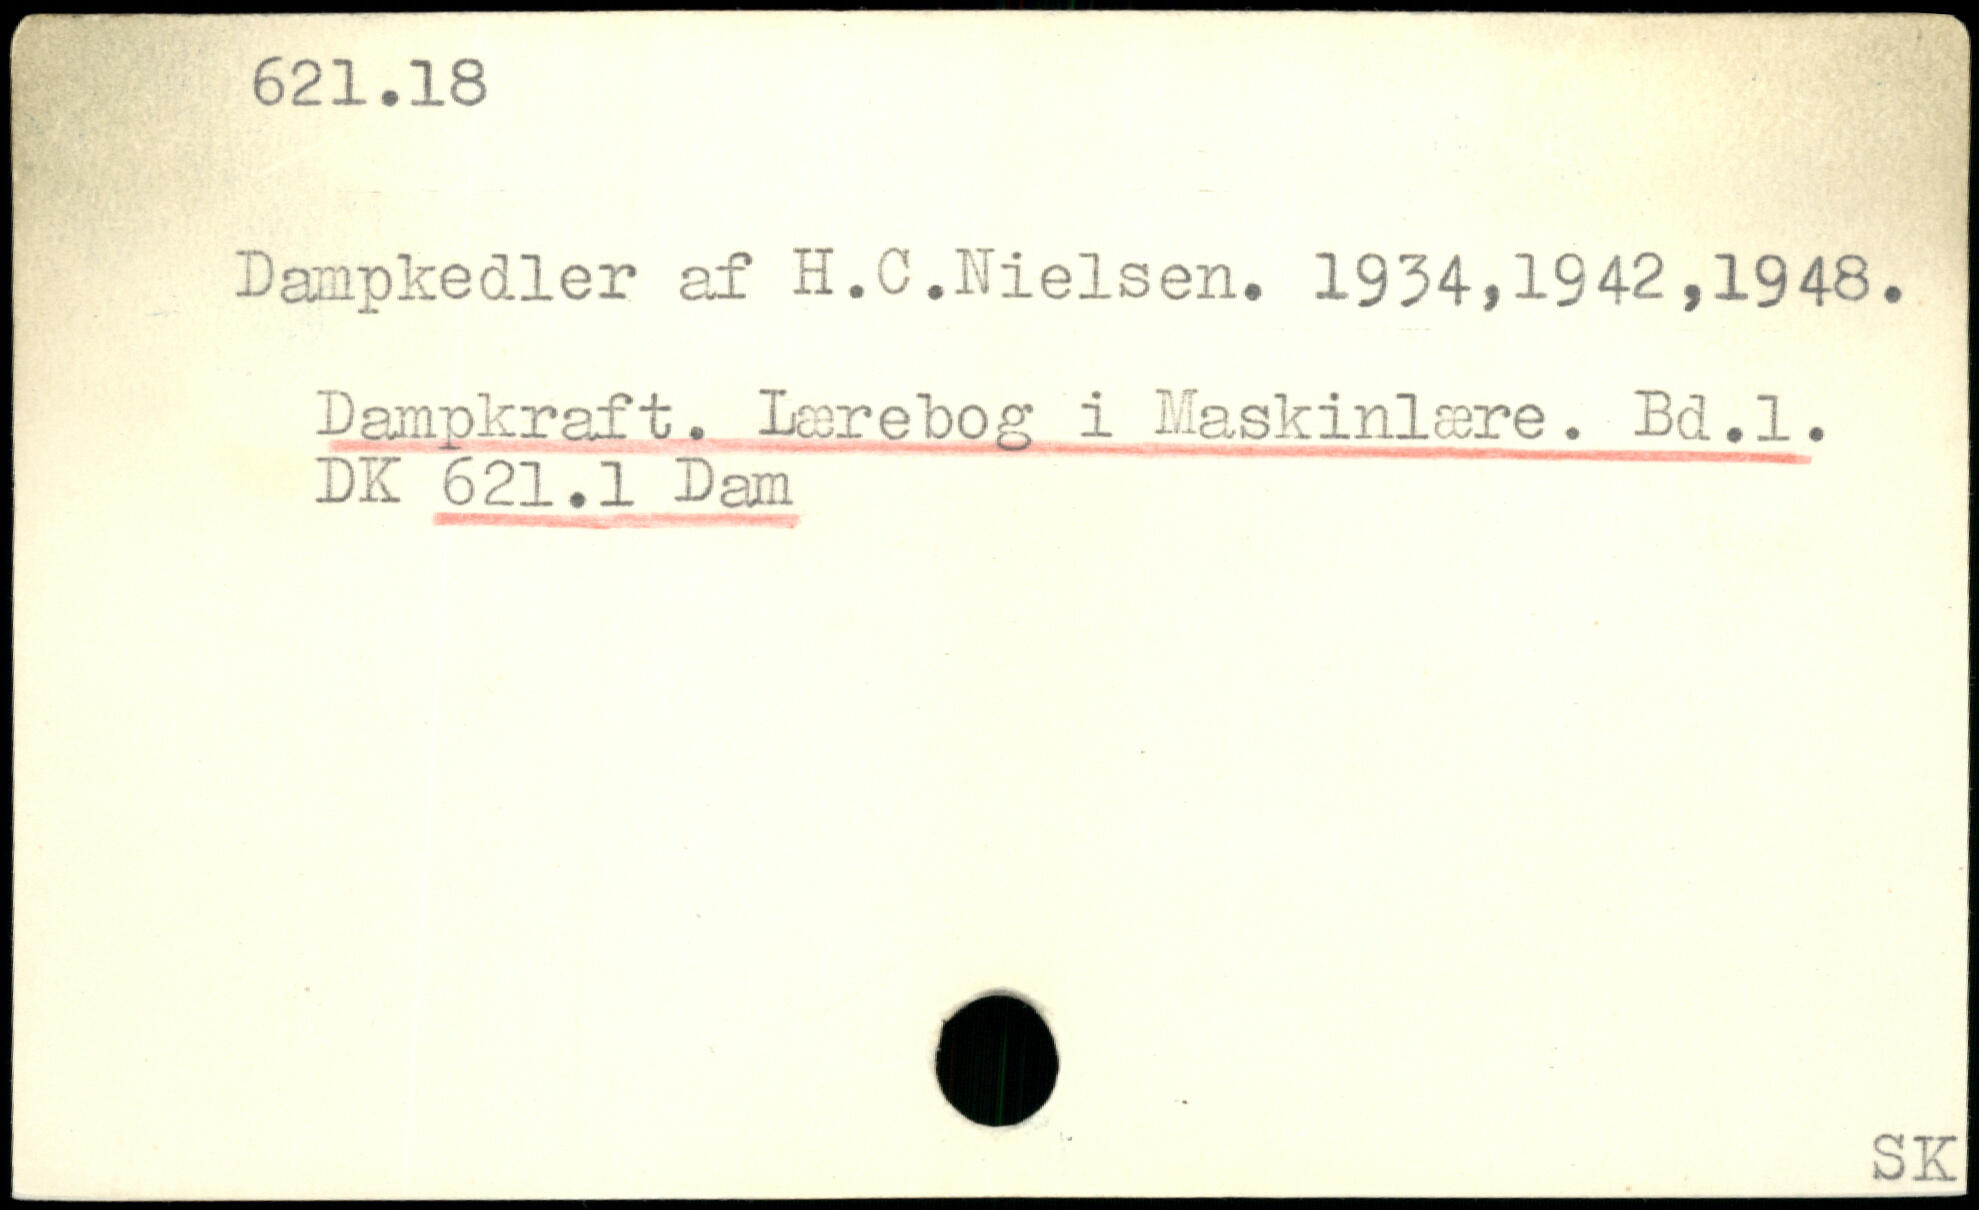 621.18
Dampkedler af H.C.Nielsen. 1934,1942,1948.
Dampkraft. Lærebog i Maskinlære. Bd.1.
DK 621.1 Dam
SK